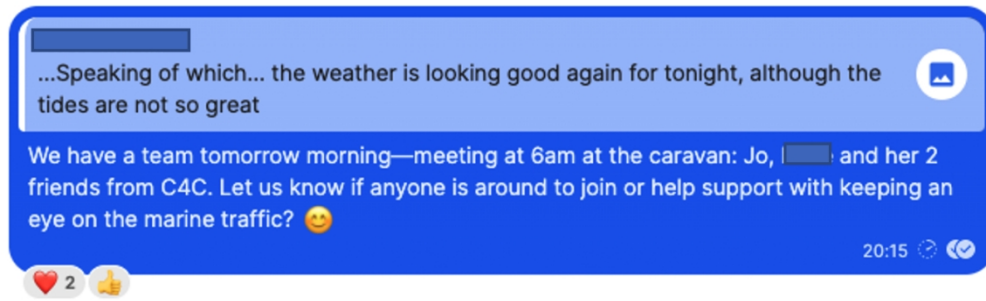 ...Speaking of which... the weather is looking good again for tonight, although the
tides are not so great
We have a team tomorrow morning—meeting at 6am at the caravan: Jo, and her 2
friends from C4C. Let us know if anyone is around to join or help support with keeping an
eye on the marine traffic? 😊
20:15
❤️ 2 👍